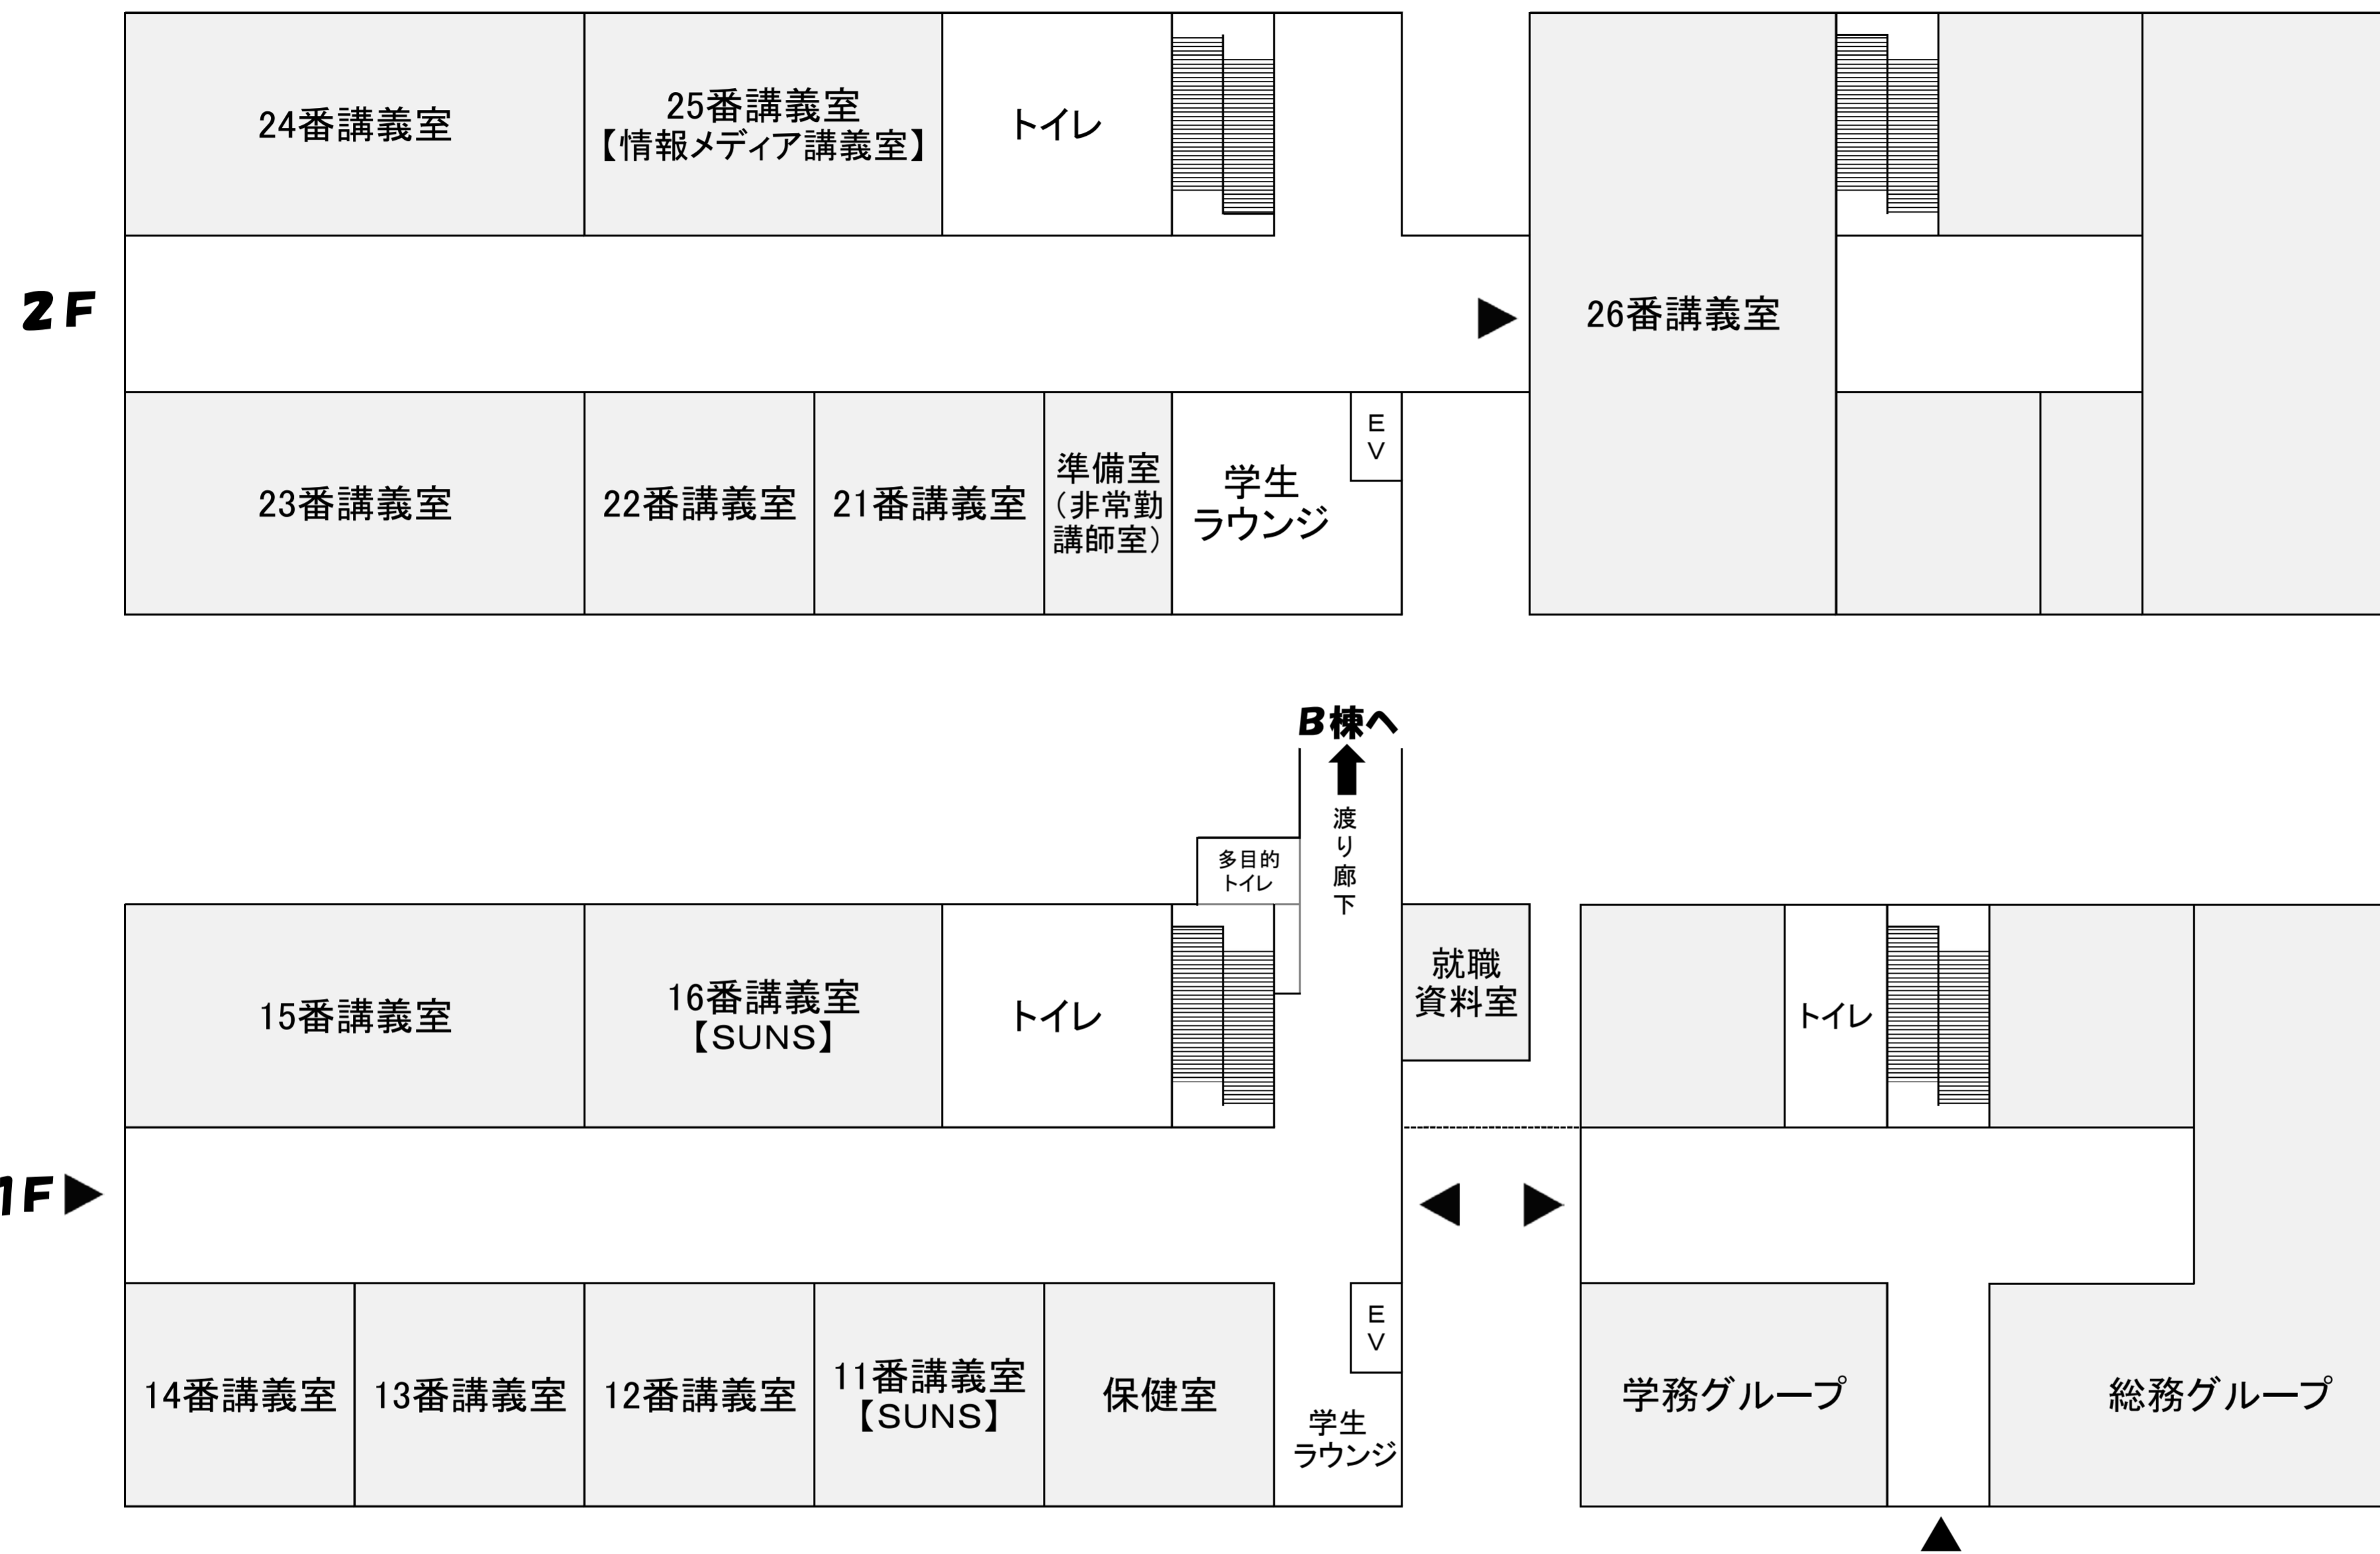 24番講義室
25番講義室
【情報メディア講義室】
トイレ
2F
26番講義室
23番講義室
22番講義室
21番講義室
準備室
（非常勤
講師室）
学生
ラウンジ
EV
B棟へ
渡り廊下
多目的
トイレ
15番講義室
16番講義室
【SUNS】
トイレ
就職
資料室
トイレ
1F
14番講義室
13番講義室
12番講義室
11番講義室
【SUNS】
保健室
EV
学生
ラウンジ
学務グループ
総務グループ